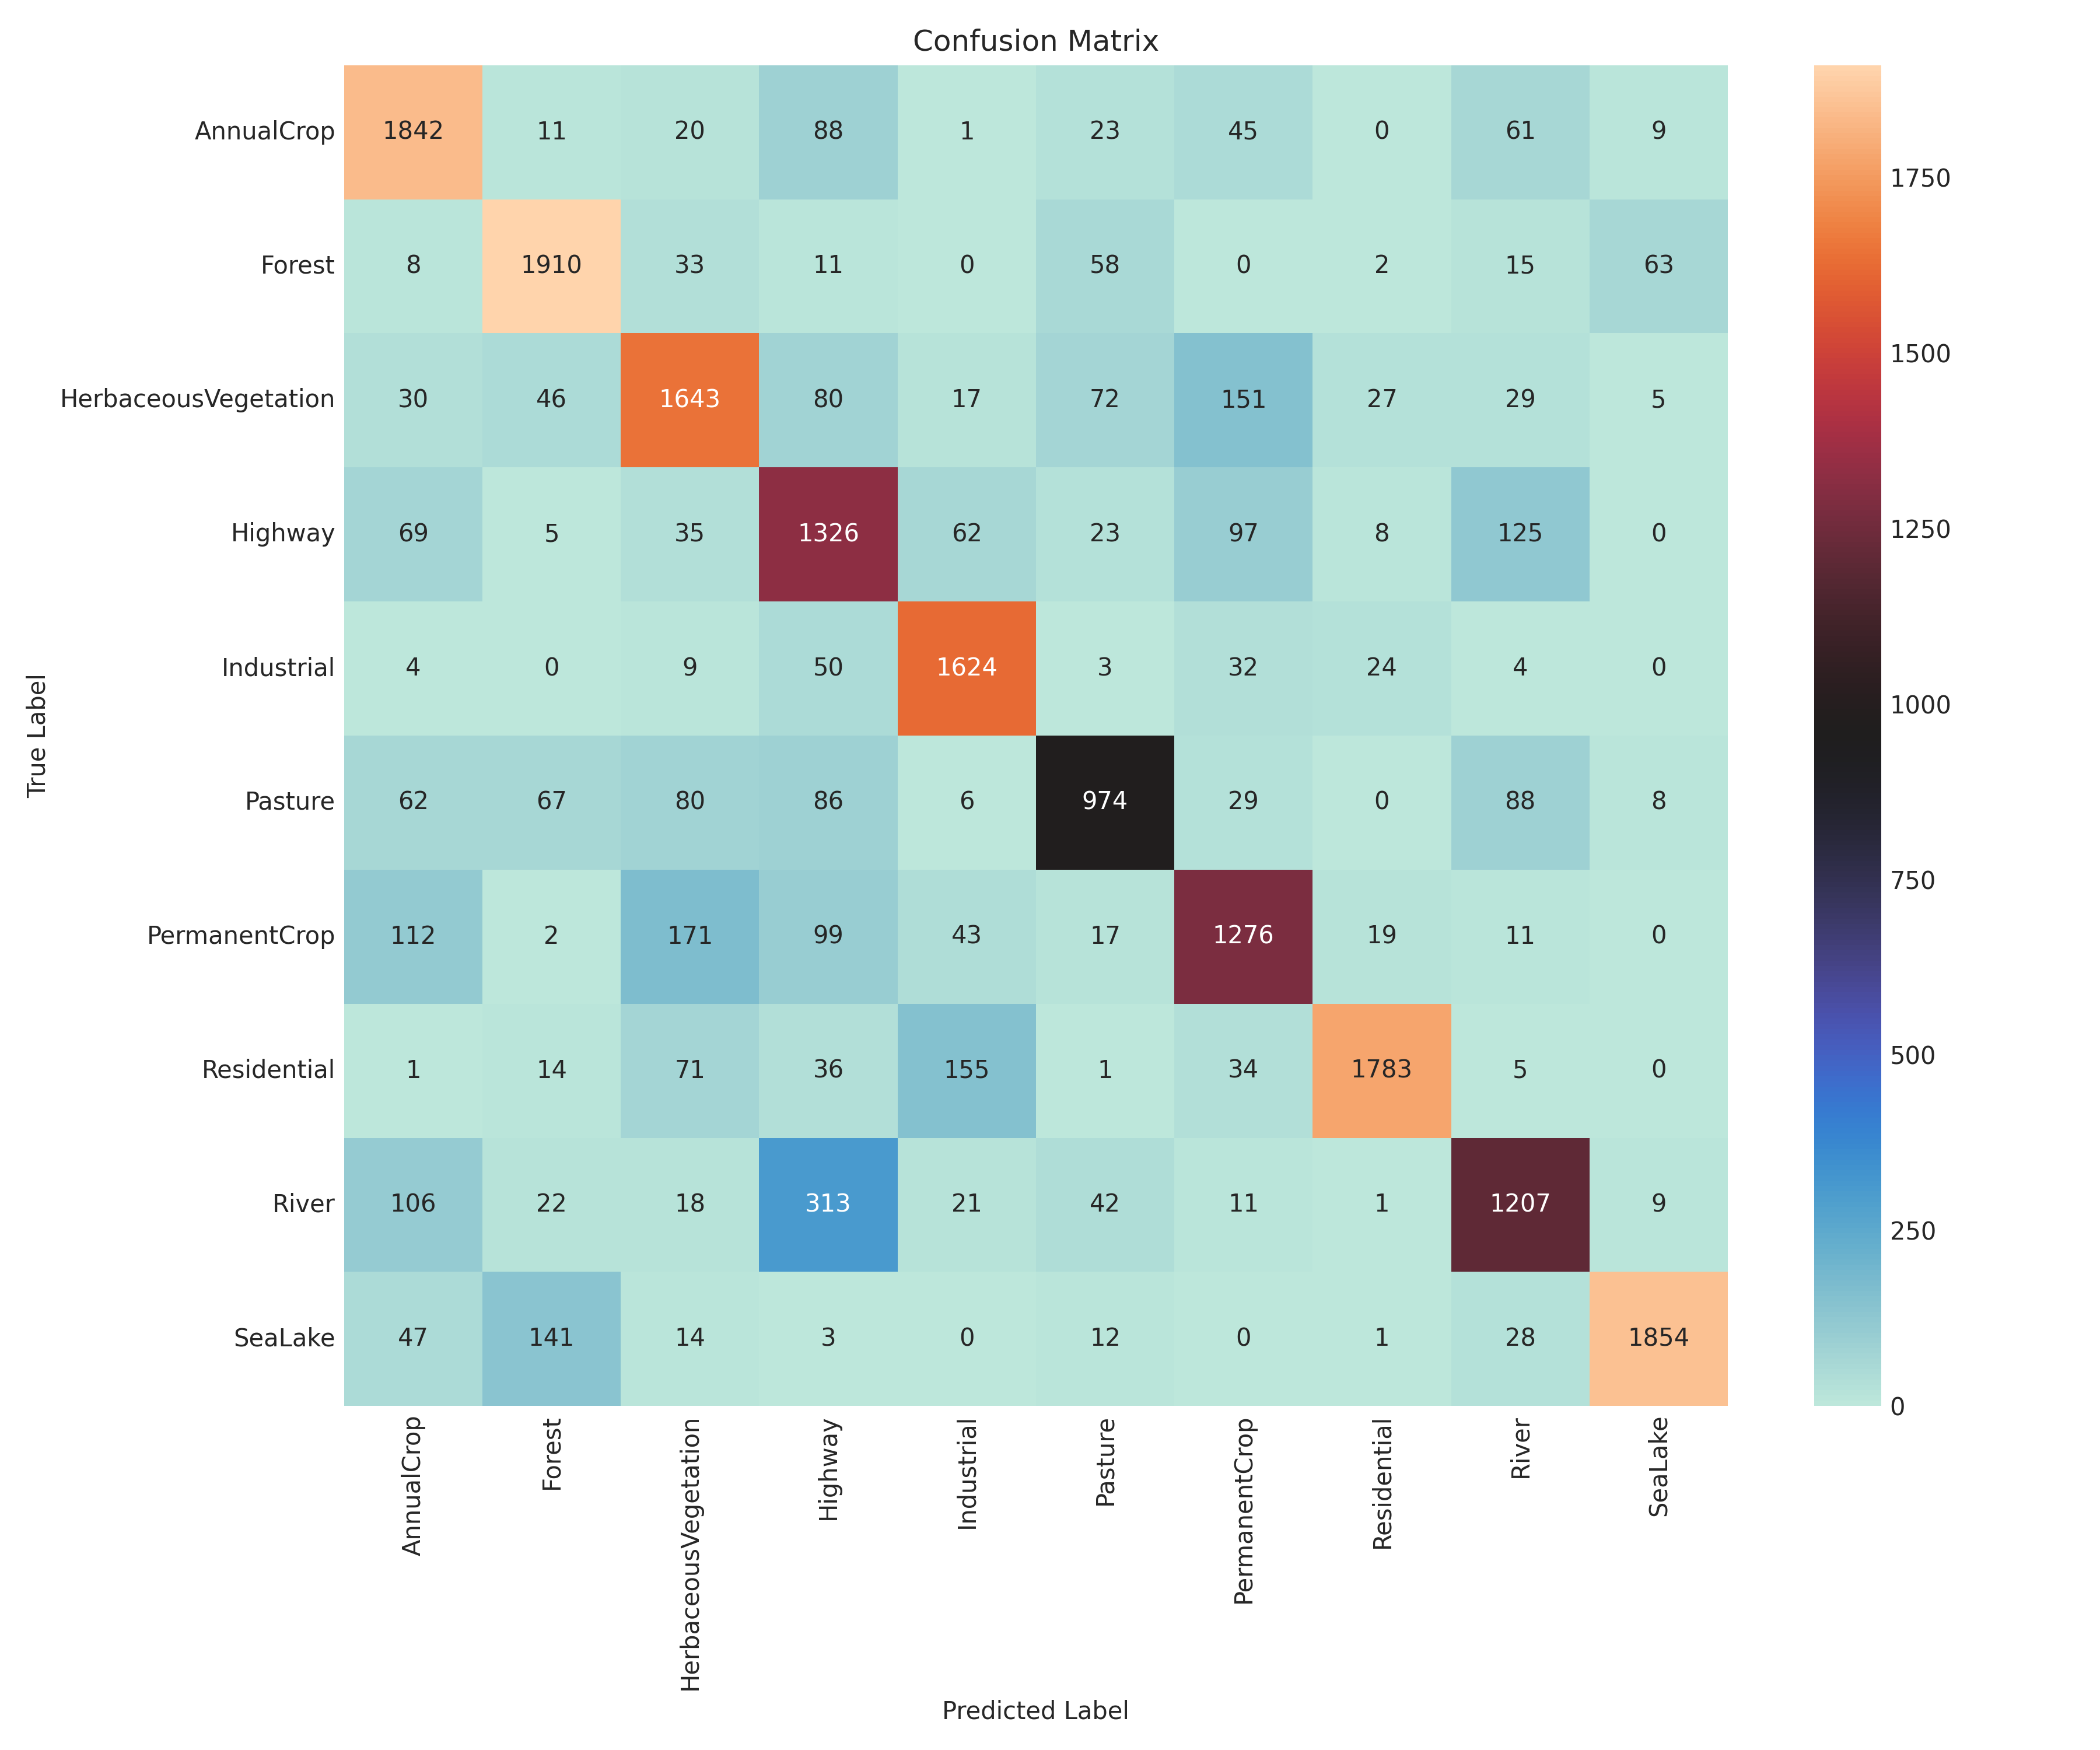 Confusion Matrix
AnnualCrop 1842 11 20 88 1 23 45 0 61 9
Forest 8 1910 33 11 0 58 0 2 15 63
HerbaceousVegetation 30 46 1643 80 17 72 151 27 29 5
Highway 69 5 35 1326 62 23 97 8 125 0
Industrial 4 0 9 50 1624 3 32 24 4 0
Pasture 62 67 80 86 6 974 29 0 88 8
PermanentCrop 112 2 171 99 43 17 1276 19 11 0
Residential 1 14 71 36 155 1 34 1783 5 0
River 106 22 18 313 21 42 11 1 1207 9
SeaLake 47 141 14 3 0 12 0 1 28 1854
True Label
AnnualCrop
Forest
HerbaceousVegetation
Highway
Industrial
Pasture
PermanentCrop
Residential
River
SeaLake
Predicted Label
1750
1500
1250
1000
750
500
250
0